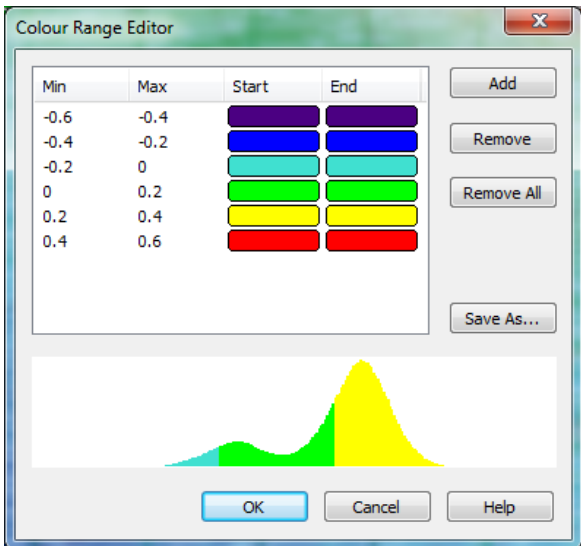 Colour Range Editor
Min Max Start End
-0.6 -0.4
-0.4 -0.2
-0.2 0
0 0.2
0.2 0.4
0.4 0.6
Add
Remove
Remove All
Save As...
OK Cancel Help